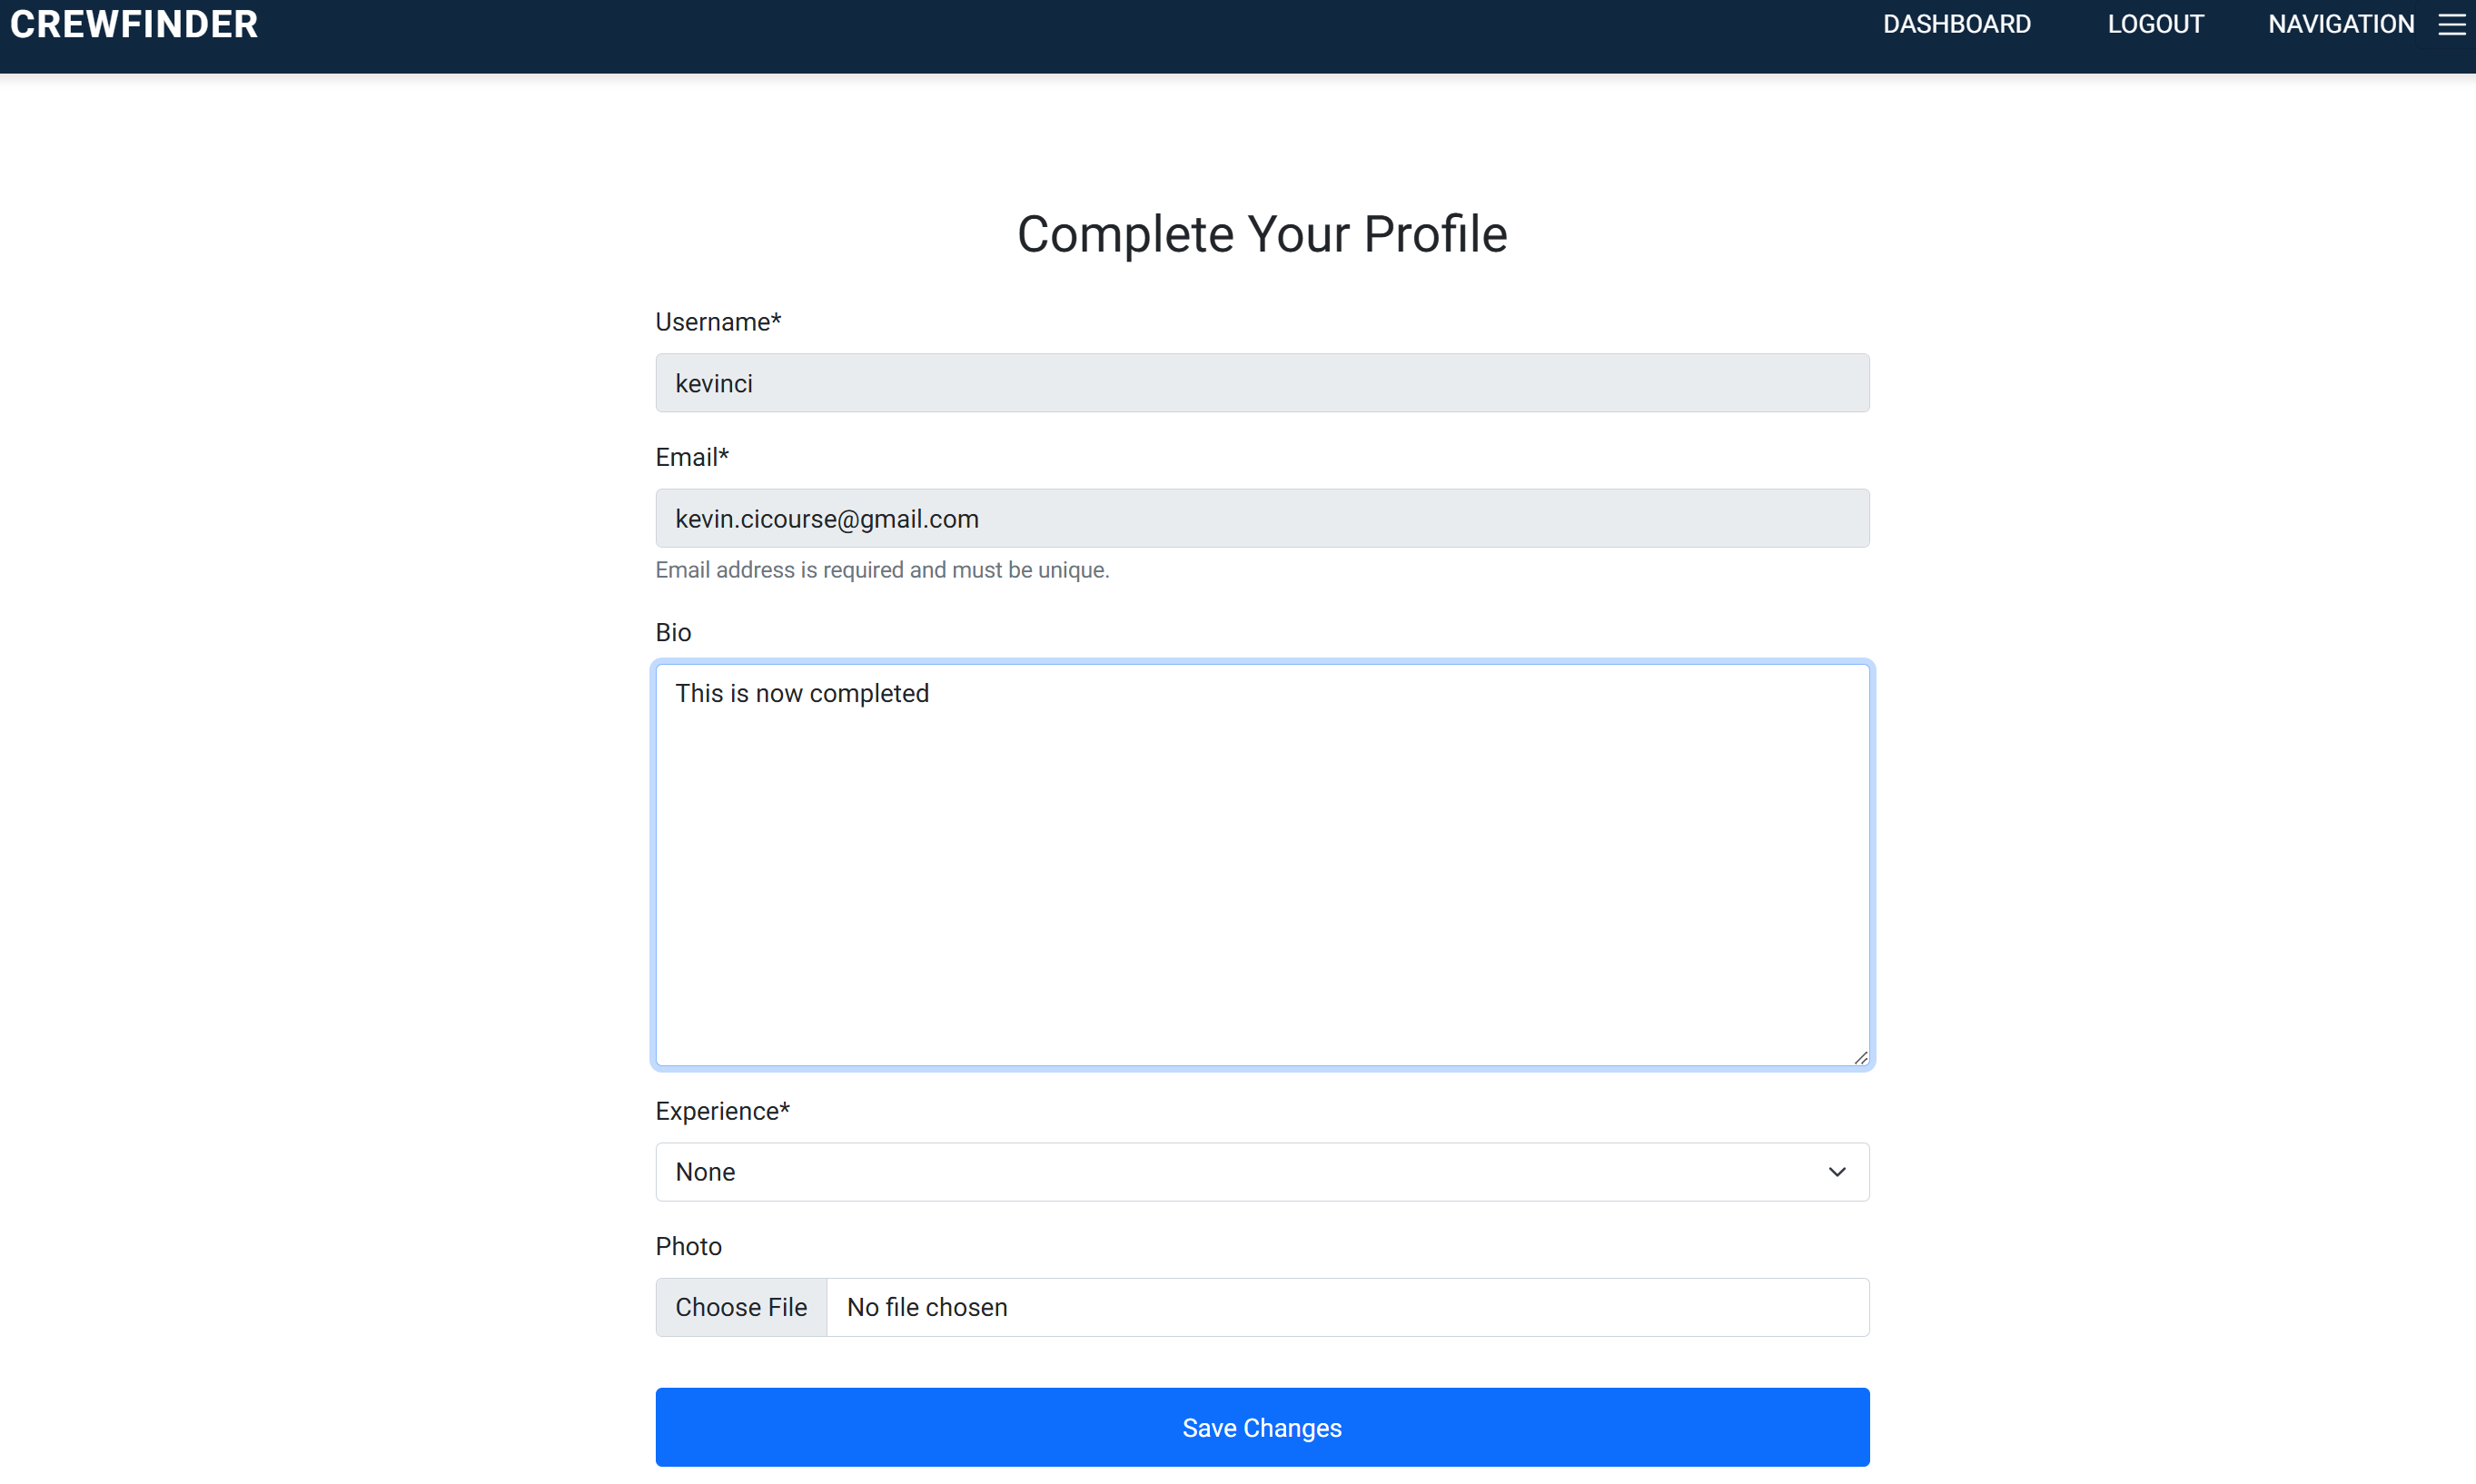 CREWFINDER
DASHBOARD LOGOUT NAVIGATION
Complete Your Profile
Username*
kevinci
Email*
kevin.cicourse@gmail.com
Email address is required and must be unique.
Bio
This is now completed
Experience*
None
Photo
Choose File No file chosen
Save Changes